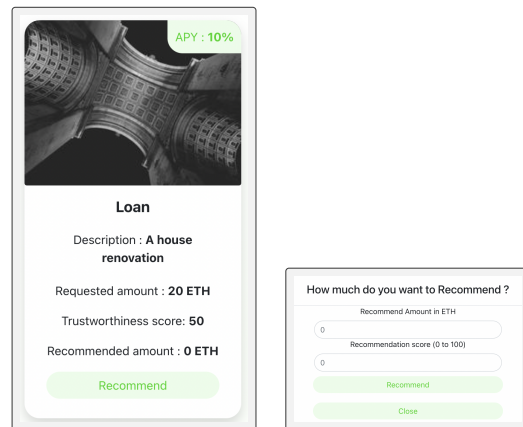 APY : 10%
Loan
Description : A house
renovation
Requested amount : 20 ETH
Trustworthiness score: 50
Recommended amount : 0 ETH
Recommend
How much do you want to Recommend ?
Recommend Amount in ETH
0
Recommendation score (0 to 100)
0
Recommend
Close